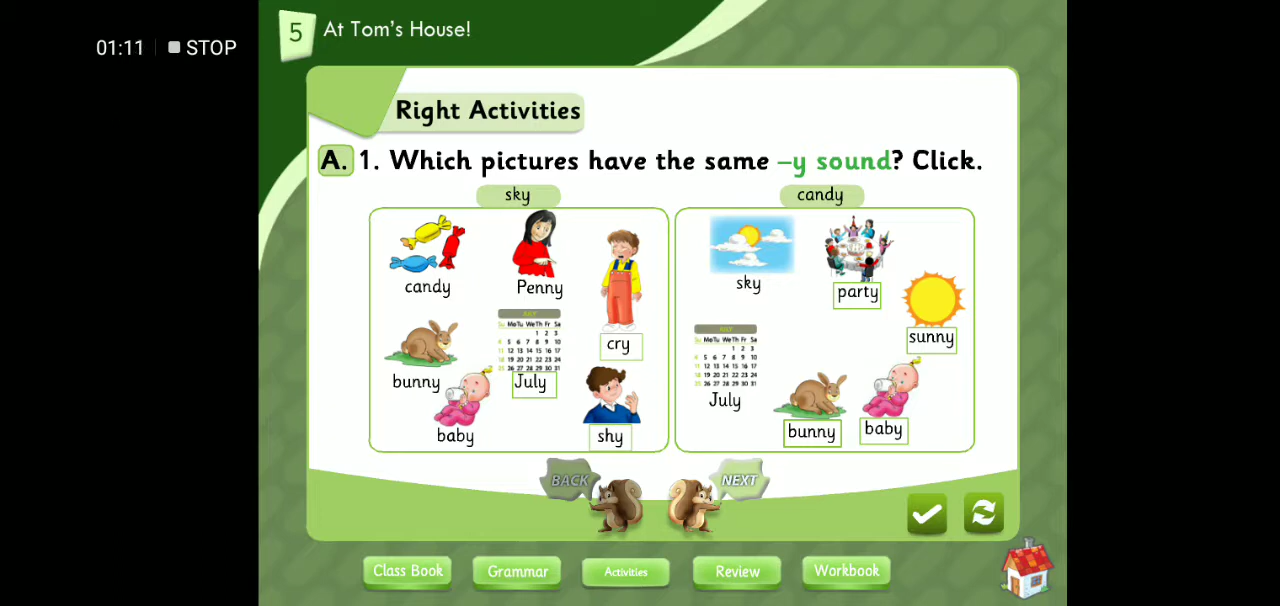 01:11 STOP
5 At Tom's House!
Right Activities
A. 1. Which pictures have the same –y sound? Click.
sky
candy
candy
Penny
cry
bunny
July
baby
shy
sky
party
sunny
July
bunny
baby
BACK
NEXT
Class Book
Grammar
Activities
Review
Workbook